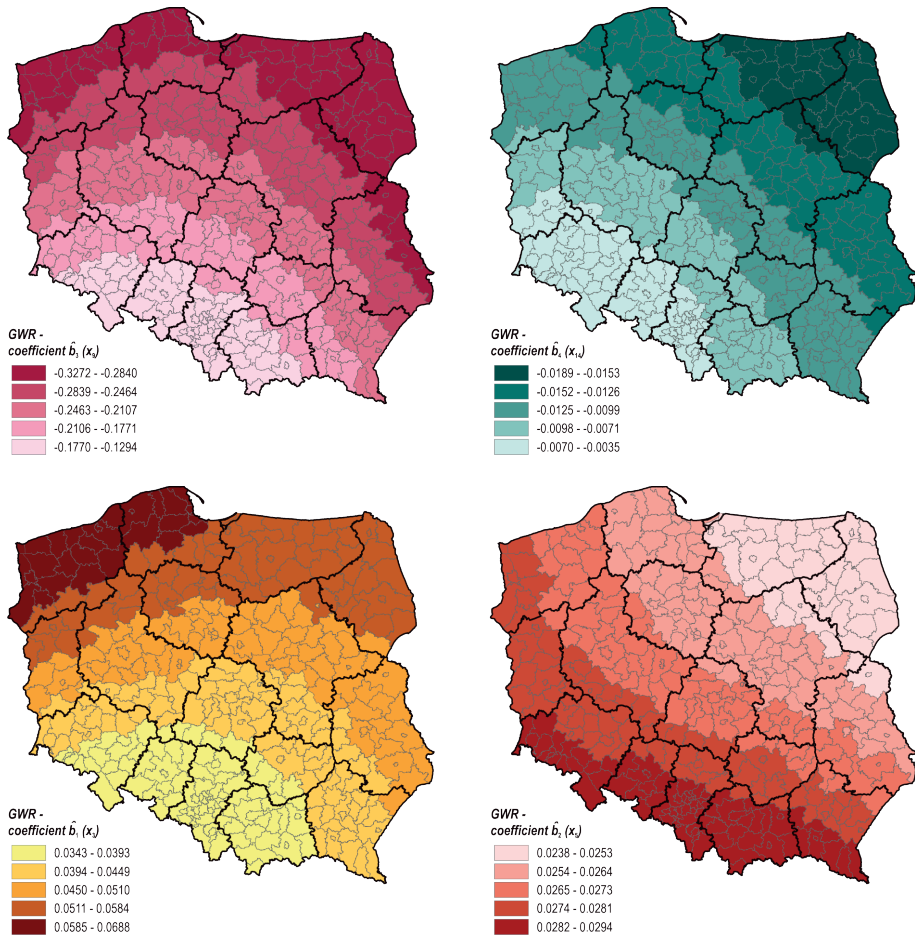 GWR -
coefficient b̂₃ (x₉)
-0.3272 - -0.2840
-0.2839 - -0.2464
-0.2463 - -0.2107
-0.2106 - -0.1771
-0.1770 - -0.1294
GWR -
coefficient b̂₄ (x₁₄)
-0.0189 - -0.0153
-0.0152 - -0.0126
-0.0125 - -0.0099
-0.0098 - -0.0071
-0.0070 - -0.0035
GWR -
coefficient b̂₁
0.0343 - 0.0393
0.0394 - 0.0449
0.0450 - 0.0510
0.0511 - 0.0584
0.0585 - 0.0688
GWR -
coefficient b̂₂
0.0238 - 0.0253
0.0254 - 0.0264
0.0265 - 0.0273
0.0274 - 0.0281
0.0282 - 0.0294